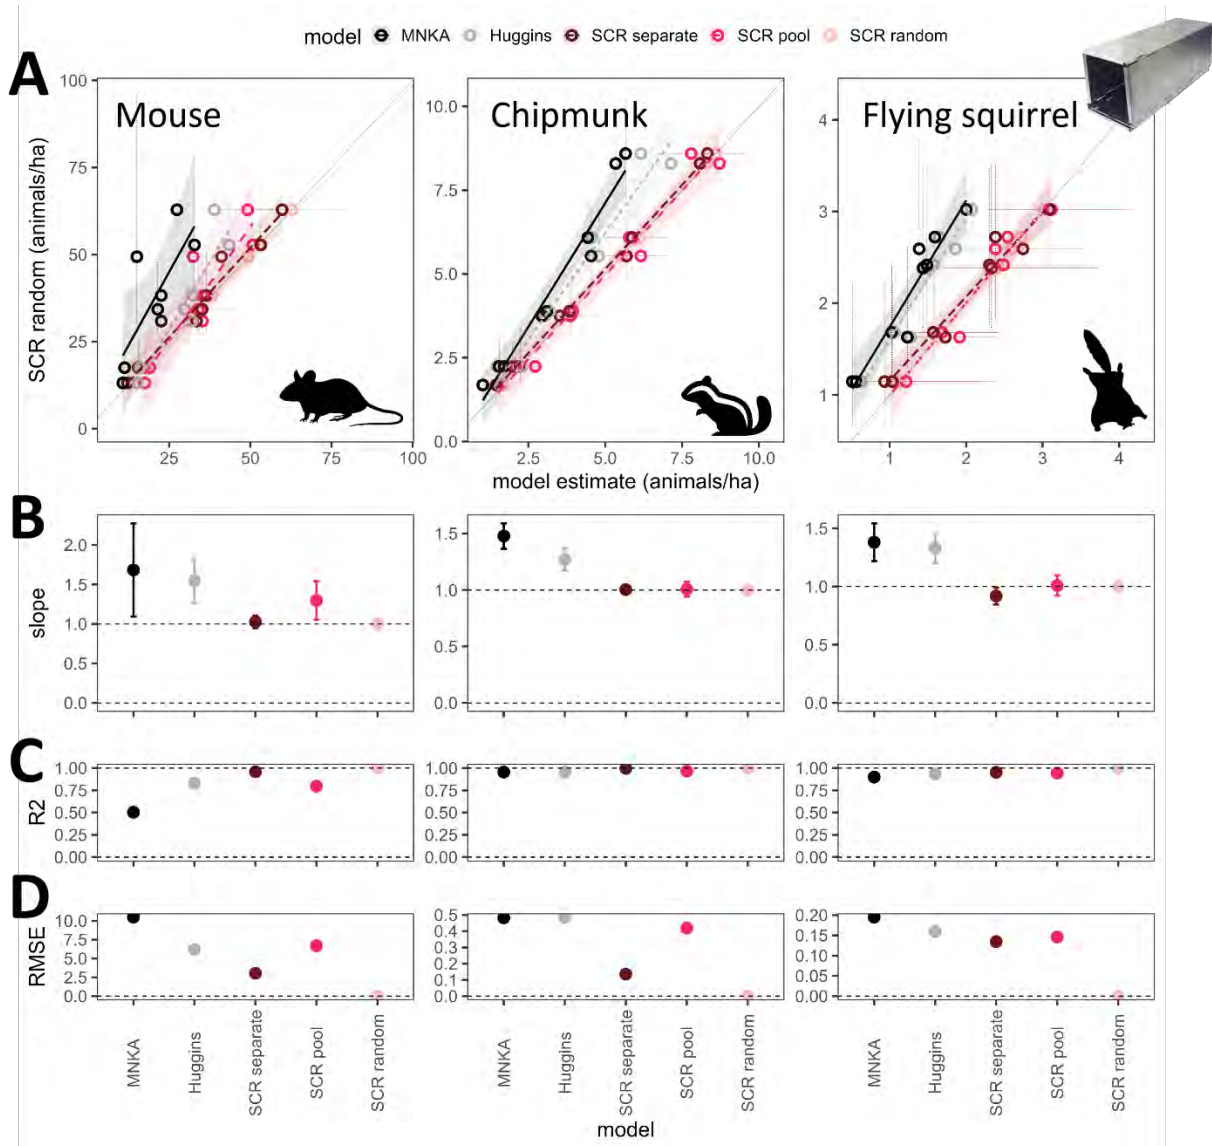 model MNKA Huggins SCR separate SCR pool SCR random
A
SCR random (animals/ha)
100
75
50
25
0
Mouse
25 50 75 100
10.0
7.5
5.0
2.5
0.0
Chipmunk
2.5 5.0 7.5 10.0
4
3
2
1
Flying squirrel
1 2 3 4
model estimate (animals/ha)
B
slope
2.0
1.5
1.0
0.5
0.0
1.5
1.0
0.5
0.0
1.5
1.0
0.5
0.0
C
R2
1.00
0.75
0.50
0.25
0.00
1.00
0.75
0.50
0.25
0.00
1.00
0.75
0.50
0.25
0.00
D
RMSE
10.0
7.5
5.0
2.5
0.0
0.5
0.4
0.3
0.2
0.1
0.0
0.20
0.15
0.10
0.05
0.00
MNKA
Huggins
SCR separate
SCR pool
SCR random
MNKA
Huggins
SCR separate
SCR pool
SCR random
MNKA
Huggins
SCR separate
SCR pool
SCR random
model